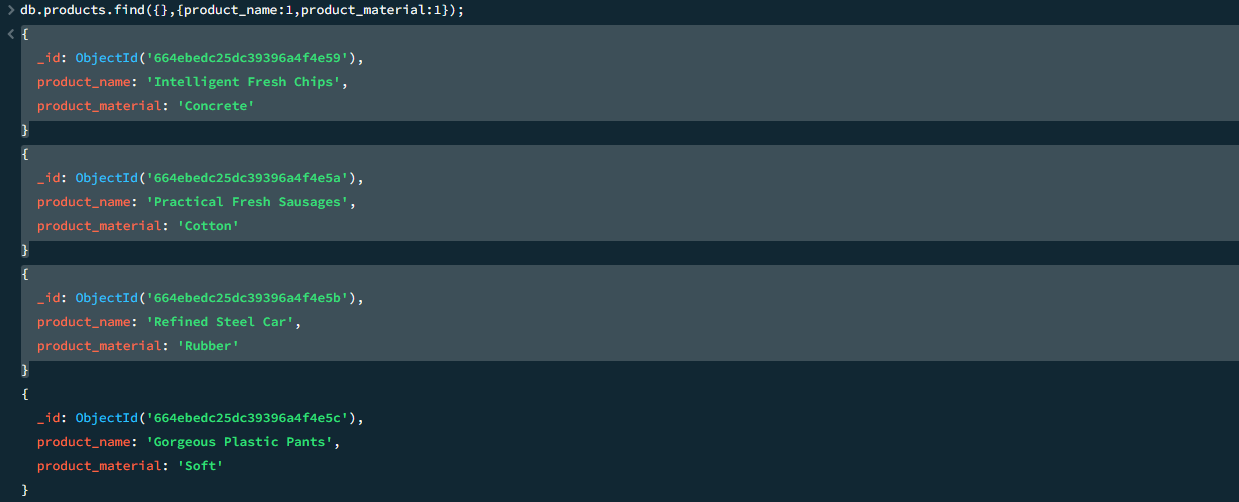 db.products.find({},{product_name:1,product_material:1});
{
_id: ObjectId('664ebedc25dc39396a4f4e59'),
product_name: 'Intelligent Fresh Chips',
product_material: 'Concrete'
}
{
_id: ObjectId('664ebedc25dc39396a4f4e5a'),
product_name: 'Practical Fresh Sausages',
product_material: 'Cotton'
}
{
_id: ObjectId('664ebedc25dc39396a4f4e5b'),
product_name: 'Refined Steel Car',
product_material: 'Rubber'
}
{
_id: ObjectId('664ebedc25dc39396a4f4e5c'),
product_name: 'Gorgeous Plastic Pants',
product_material: 'Soft'
}